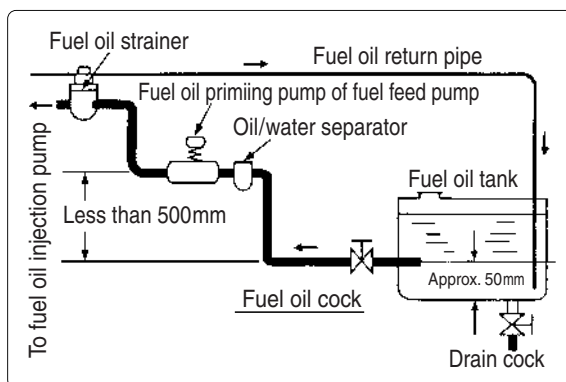 Fuel oil strainer
Fuel oil return pipe
Fuel oil primiing pump of fuel feed pump
Oil/water separator
Fuel oil tank
Less than 500mm
Approx. 50mm
Fuel oil cock
Drain cock
To fuel oil injection pump